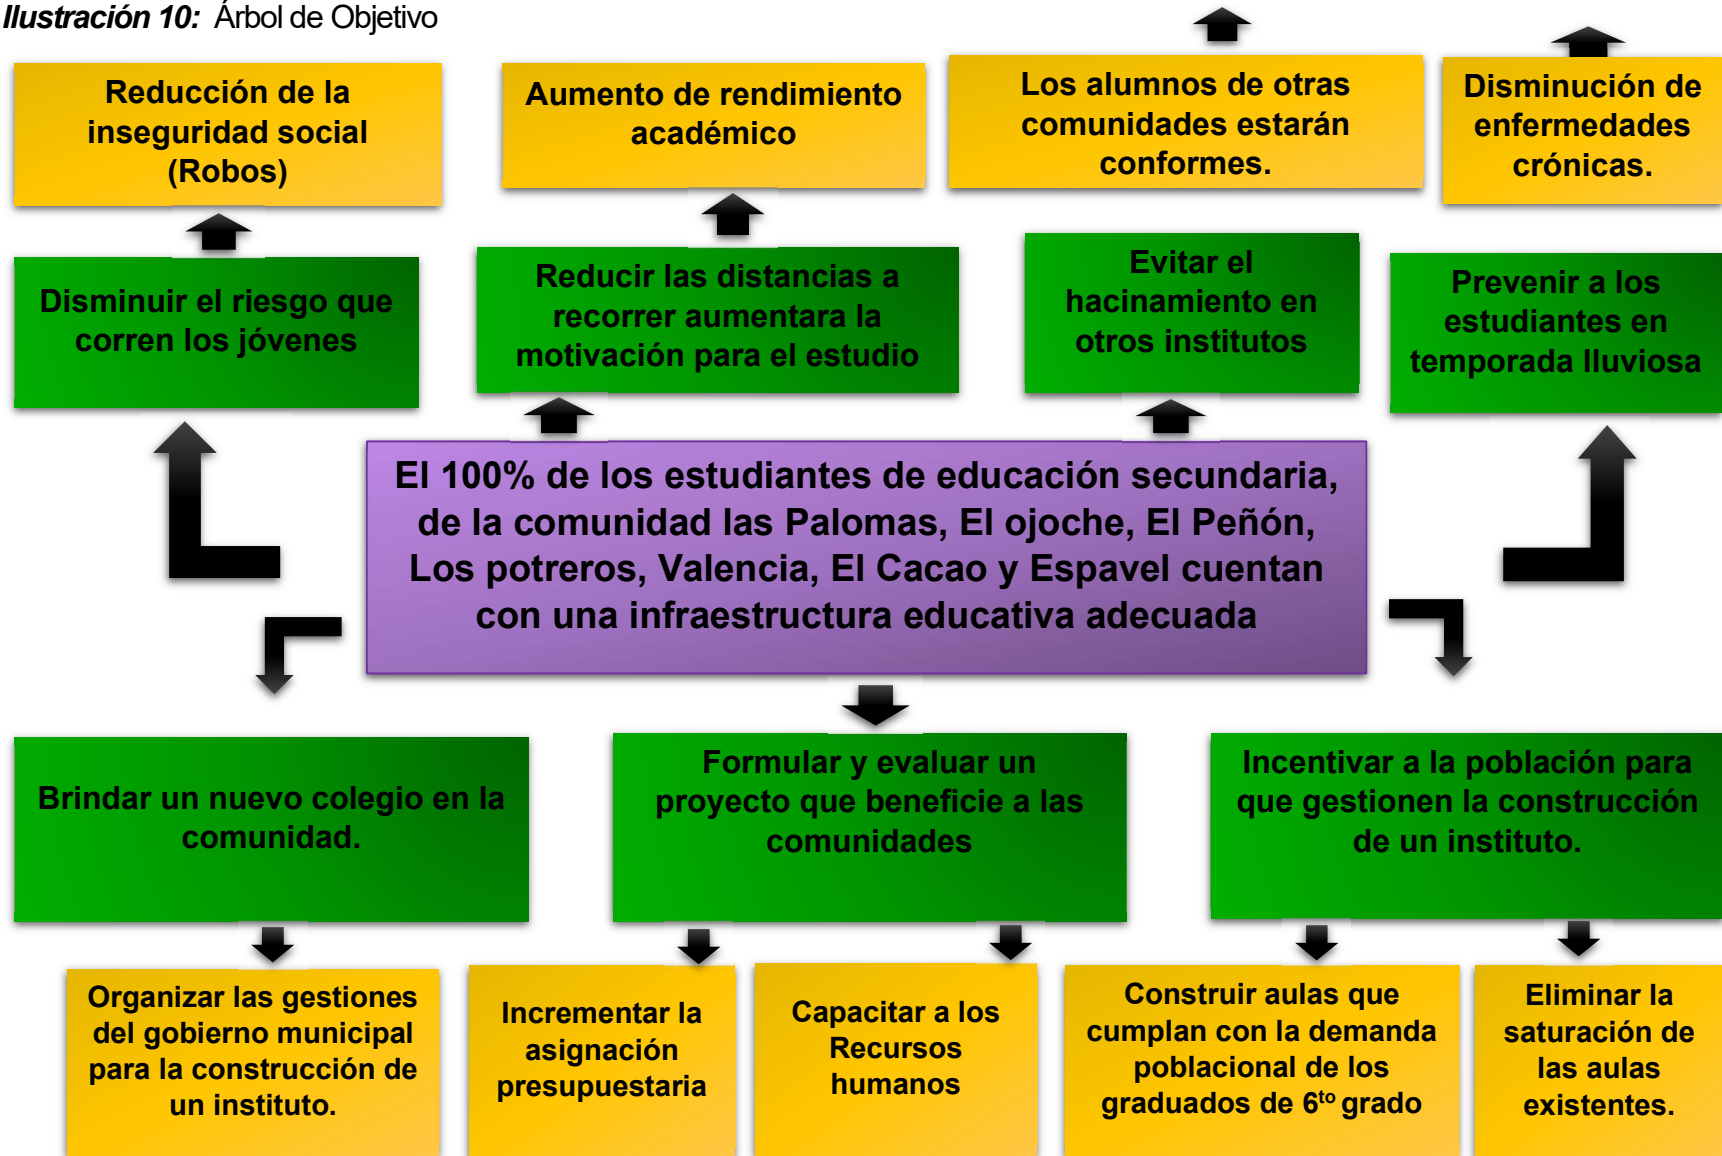 Ilustración 10: Árbol de Objetivo
Reducción de la
inseguridad social
(Robos)
Aumento de rendimiento
académico
Los alumnos de otras
comunidades estarán
conformes.
Disminución de
enfermedades
crónicas.
Disminuir el riesgo que
corren los jóvenes
Reducir las distancias a
recorrer aumentara la
motivación para el estudio
Evitar el
hacinamiento en
otros institutos
Prevenir a los
estudiantes en
temporada lluviosa
El 100% de los estudiantes de educación secundaria,
de la comunidad las Palomas, El ojoche, El Peñón,
Los potreros, Valencia, El Cacao y Espavel cuentan
con una infraestructura educativa adecuada
Brindar un nuevo colegio en la
comunidad.
Formular y evaluar un
proyecto que beneficie a las
comunidades
Incentivar a la población para
que gestionen la construcción
de un instituto.
Organizar las gestiones
del gobierno municipal
para la construcción de
un instituto.
Incrementar la
asignación
presupuestaria
Capacitar a los
Recursos
humanos
Construir aulas que
cumplan con la demanda
poblacional de los
graduados de 6to grado
Eliminar la
saturación de
las aulas
existentes.